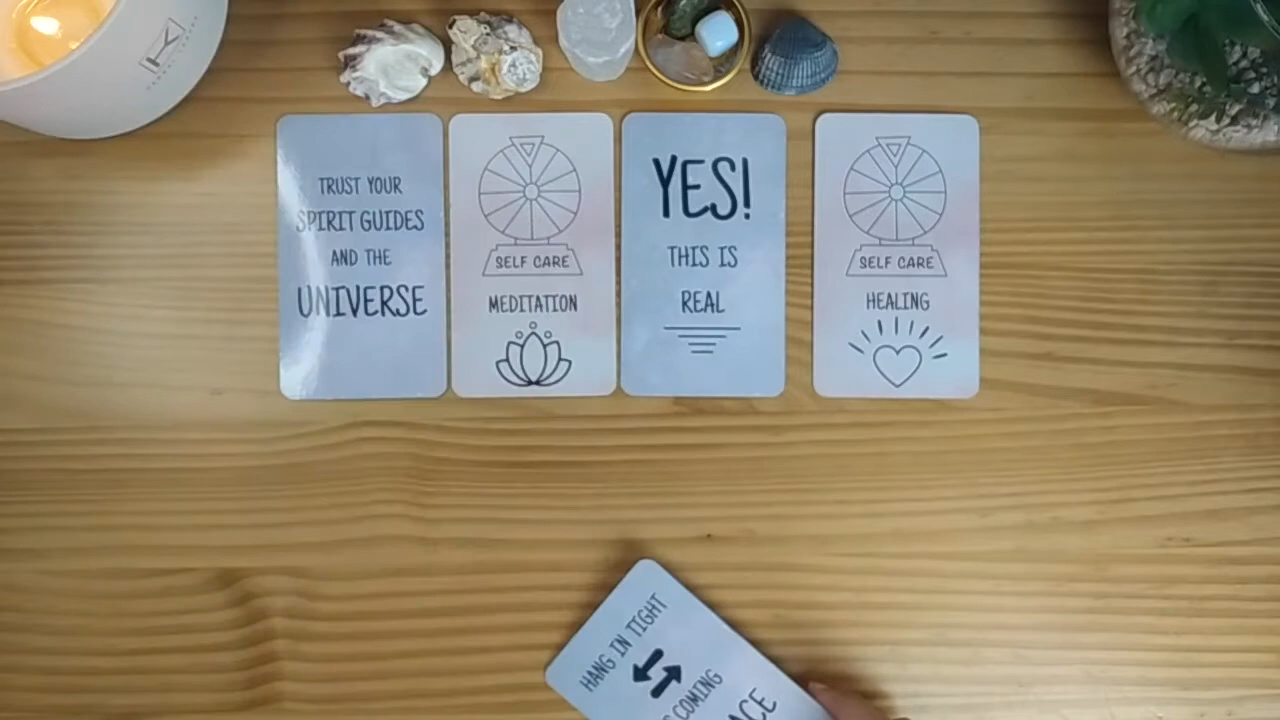 TRUST YOUR
SPIRIT GUIDES
AND THE
UNIVERSE
SELF CARE
MEDITATION
YES!
THIS IS
REAL
SELF CARE
HEALING
HANG IN TIGHT
COMING